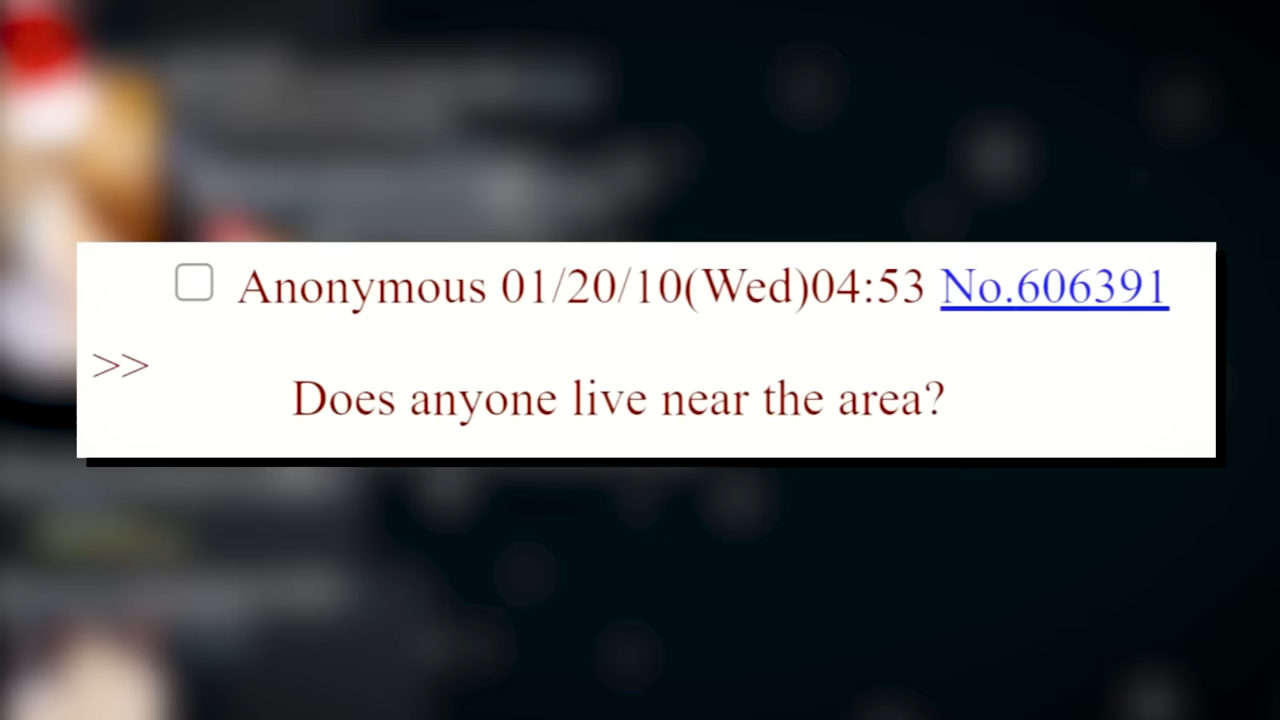 Anonymous 01/20/10(Wed)04:53 No.606391
>>
Does anyone live near the area?